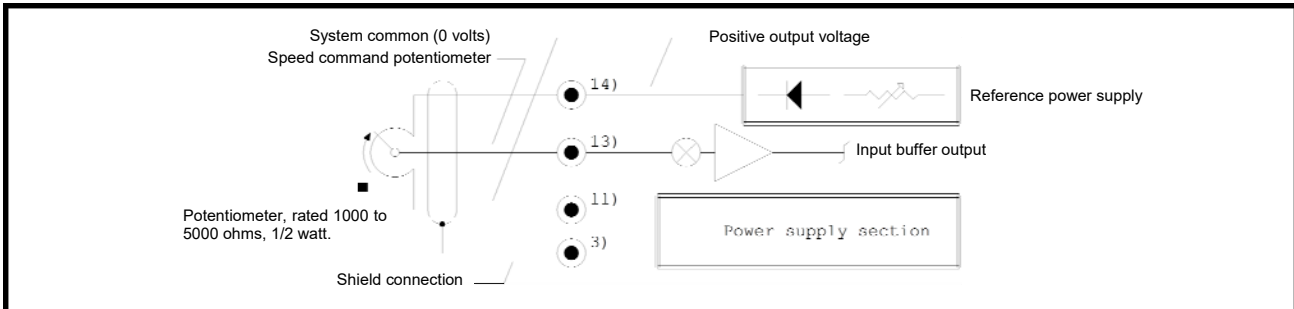 System common (0 volts)
Positive output voltage
Speed command potentiometer
14)
Reference power supply
13)
Input buffer output
11)
Potentiometer, rated 1000 to
5000 ohms, 1/2 watt.
Power supply section
3)
Shield connection